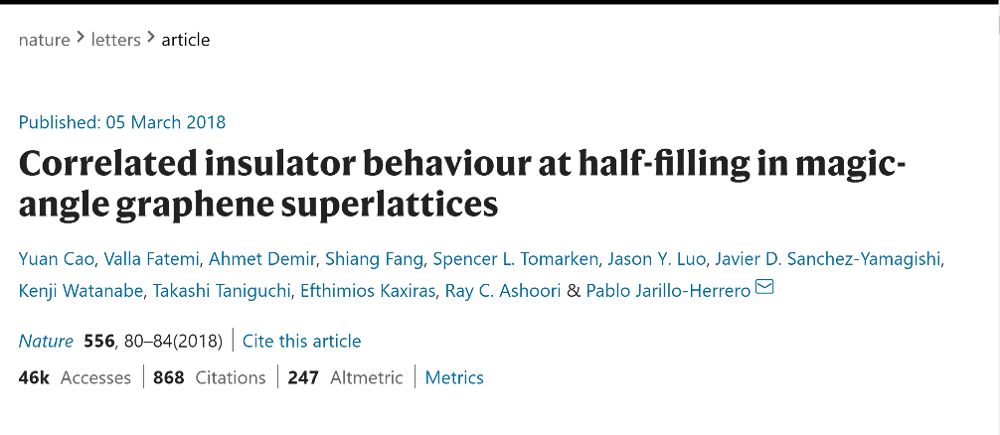 nature > letters > article
Published: 05 March 2018
Correlated insulator behaviour at half-filling in magic-
angle graphene superlattices
Yuan Cao, Valla Fatemi, Ahmet Demir, Shiang Fang, Spencer L. Tomarken, Jason Y. Luo, Javier D. Sanchez-Yamagishi,
Kenji Watanabe, Takashi Taniguchi, Efthimios Kaxiras, Ray C. Ashoori & Pablo Jarillo-Herrero
Nature 556, 80–84(2018) | Cite this article
46k Accesses | 868 Citations | 247 Altmetric | Metrics